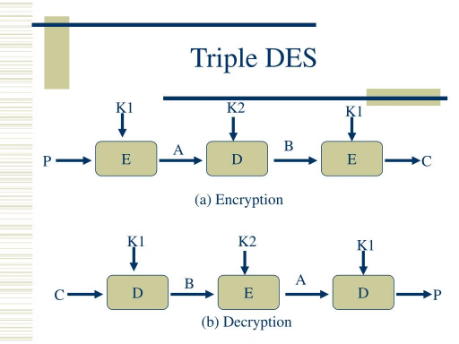 Triple DES
K1 K2 K1
P E A D B E C
(a) Encryption
K1 K2 K1
C D B E A D P
(b) Decryption